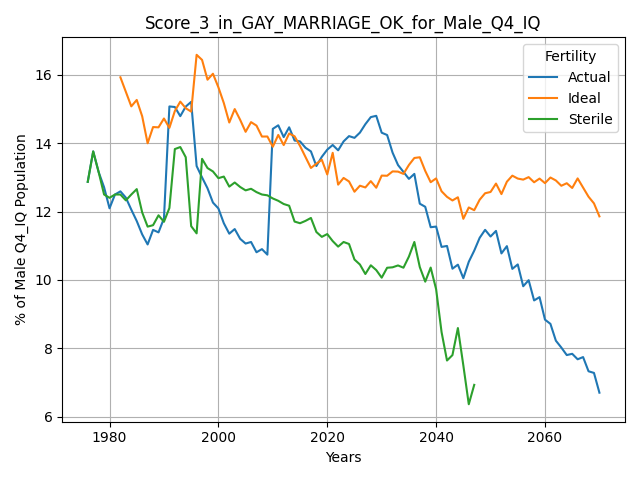 Score_3_in_GAY_MARRIAGE_OK_for_Male_Q4_IQ
% of Male Q4_IQ Population
16
14
12
10
8
6
Fertility
Actual
Ideal
Sterile
1980
2000
2020
2040
2060
Years